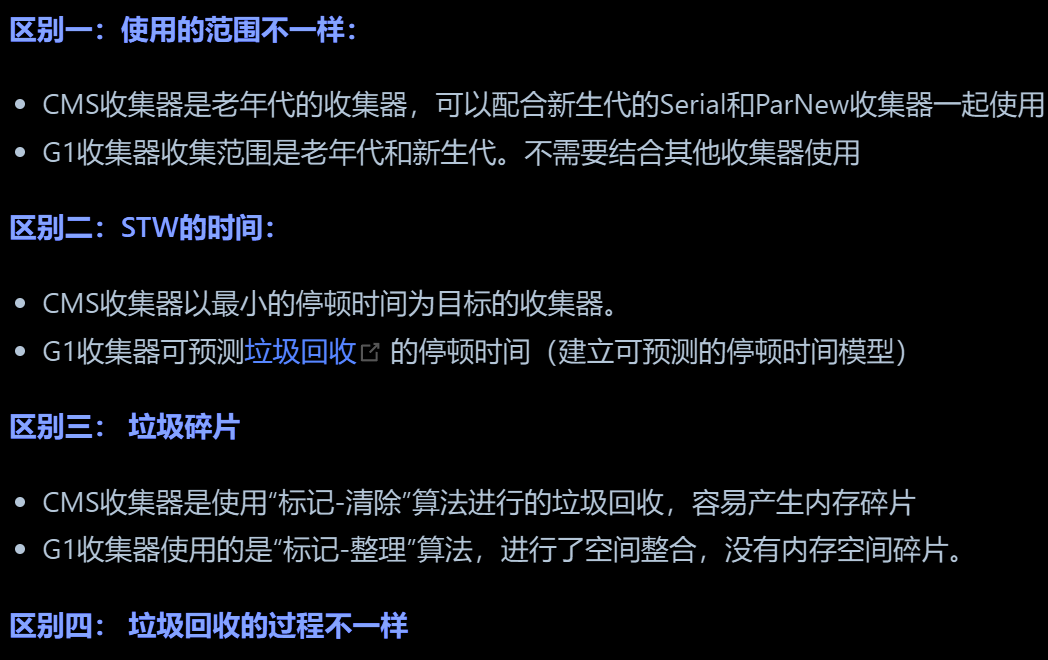 区别一：使用的范围不一样：
CMS收集器是老年代的收集器，可以配合新生代的Serial和ParNew收集器一起使用
G1收集器收集范围是老年代和新生代。不需要结合其他收集器使用
区别二：STW的时间：
CMS收集器以最小的停顿时间为目标的收集器。
G1收集器可预测垃圾回收 的停顿时间（建立可预测的停顿时间模型）
区别三： 垃圾碎片
CMS收集器是使用“标记-清除”算法进行的垃圾回收，容易产生内存碎片
G1收集器使用的是“标记-整理”算法，进行了空间整合，没有内存空间碎片。
区别四： 垃圾回收的过程不一样